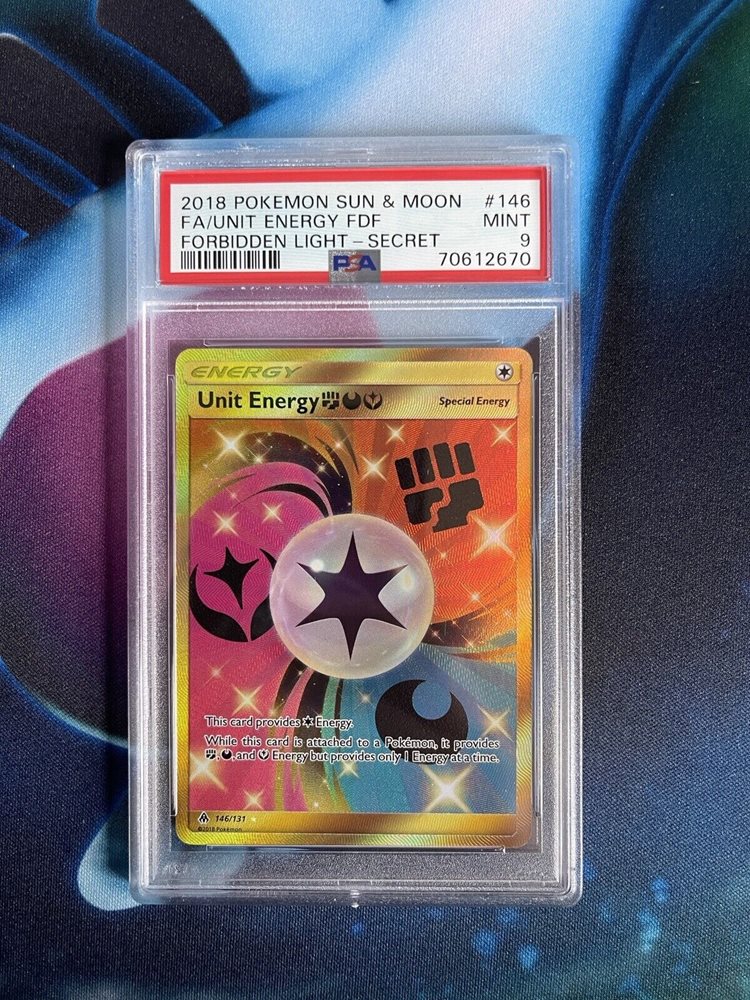 2018 POKEMON SUN & MOON #146
FA/UNIT ENERGY FDF MINT
FORBIDDEN LIGHT – SECRET 9
PSA 70612670
ENERGY
Unit Energy Special Energy
This card provides Energy.
While this card is attached to a Pokémon, it provides
, , and Energy but provides only 1 Energy at a time.
146/131
©2018 Pokémon